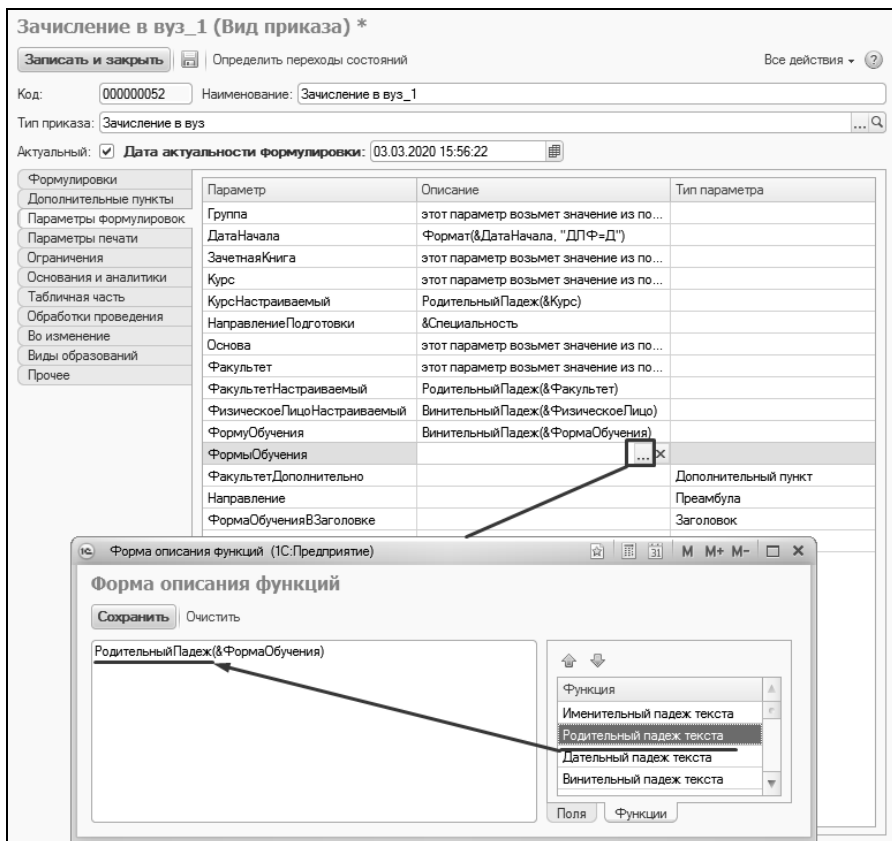 Зачисление в вуз_1 (Вид приказа) *
Записать и закрыть Определить переходы состояний Все действия ?
Код: 000000052 Наименование: Зачисление в вуз_1
Тип приказа: Зачисление в вуз ...
Актуальный: Дата актуальности формулировки: 03.03.2020 15:56:22
Формулировки
Дополнительные пункты
Параметры формулировок
Параметры печати
Ограничения
Основания и аналитики
Табличная часть
Обработки проведения
Во изменение
Виды образований
Прочее
Параметр Описание Тип параметра
Группа этот параметр возьмет значение из по...
ДатаНачала Формат(&ДатаНачала, "ДЛФ=Д")
ЗачетнаяКнига этот параметр возьмет значение из по...
Курс этот параметр возьмет значение из по...
КурсНастраиваемый РодительныйПадеж(&Курс)
НаправлениеПодготовки &Специальность
Основа этот параметр возьмет значение из по...
Факультет этот параметр возьмет значение из по...
ФакультетНастраиваемый РодительныйПадеж(&Факультет)
ФизическоеЛицоНастраиваемый ВинительныйПадеж(&ФизическоеЛицо)
ФормуОбучения ВинительныйПадеж(&ФормаОбучения)
ФормыОбучения ... ×
ФакультетДополнительно Дополнительный пункт
Направление Преамбула
ФормаОбученияВЗаголовке Заголовок
1С Форма описания функций (1С:Предприятие) 31 M M+ M-
Форма описания функций
Сохранить Очистить
РодительныйПадеж(&ФормаОбучения)
Функция
Именительный падеж текста
Родительный падеж текста
Дательный падеж текста
Винительный падеж текста
Поля Функции